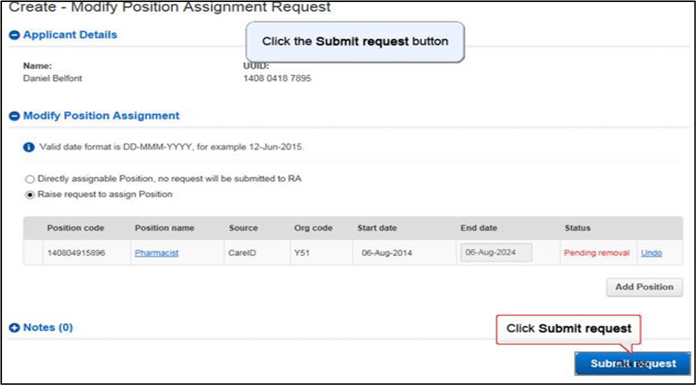 Create - Modify Position Assignment Request
Applicant Details
Click the Submit request button
Name: UUID:
Daniel Belfont 1408 0418 7895
Modify Position Assignment
Valid date format is DD-MMM-YYYY, for example 12-Jun-2015.
Directly assignable Position, no request will be submitted to RA
Raise request to assign Position
Position code Position name Source Org code Start date End date Status
140804915896 Pharmacist CareID Y51 06-Aug-2014 06-Aug-2024 Pending removal Undo
Add Position
Notes (0)
Click Submit request
Submit request